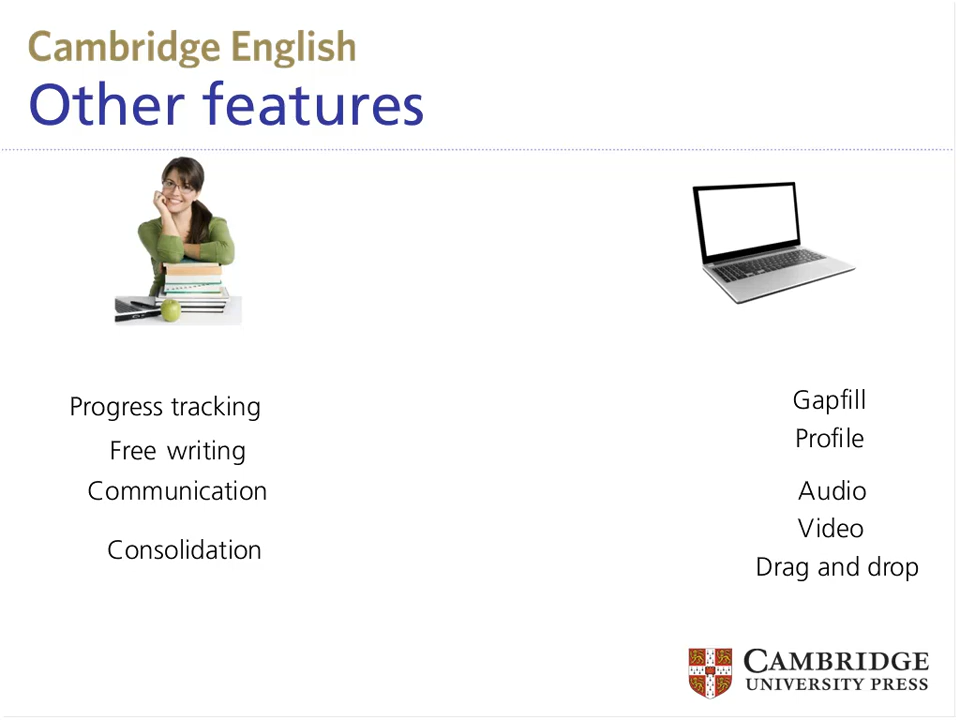 Cambridge English
Other features
Progress tracking
Free writing
Communication
Consolidation
Gapfill
Profile
Audio
Video
Drag and drop
CAMBRIDGE
UNIVERSITY PRESS